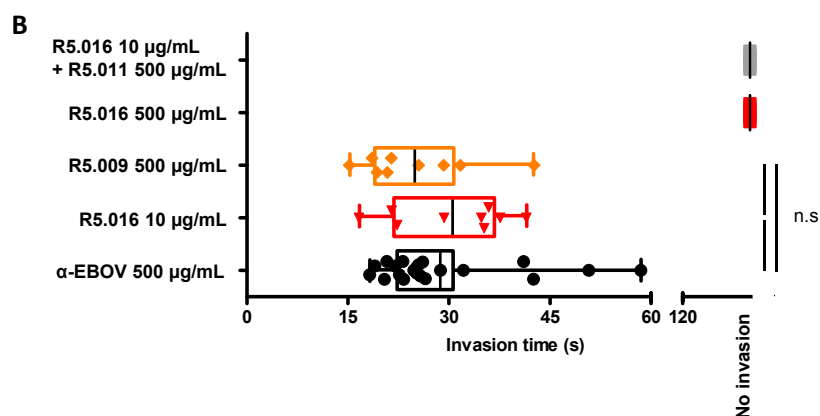 B
R5.016 10 µg/mL
+ R5.011 500 µg/mL
R5.016 500 µg/mL
R5.009 500 µg/mL
R5.016 10 µg/mL
α-EBOV 500 µg/mL
n.s
0 15 30 45 60 120
No invasion
Invasion time (s)